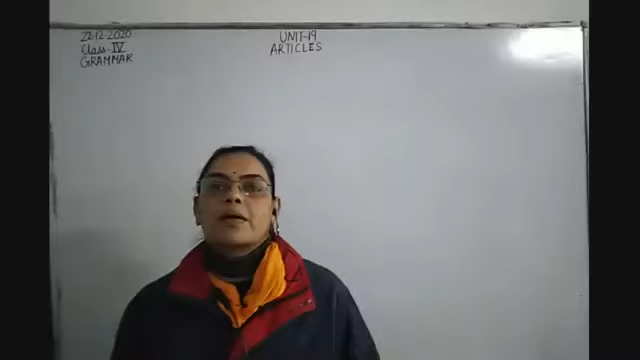 22-12-2020
Class-IV
GRAMMAR
UNIT-19
ARTICLES